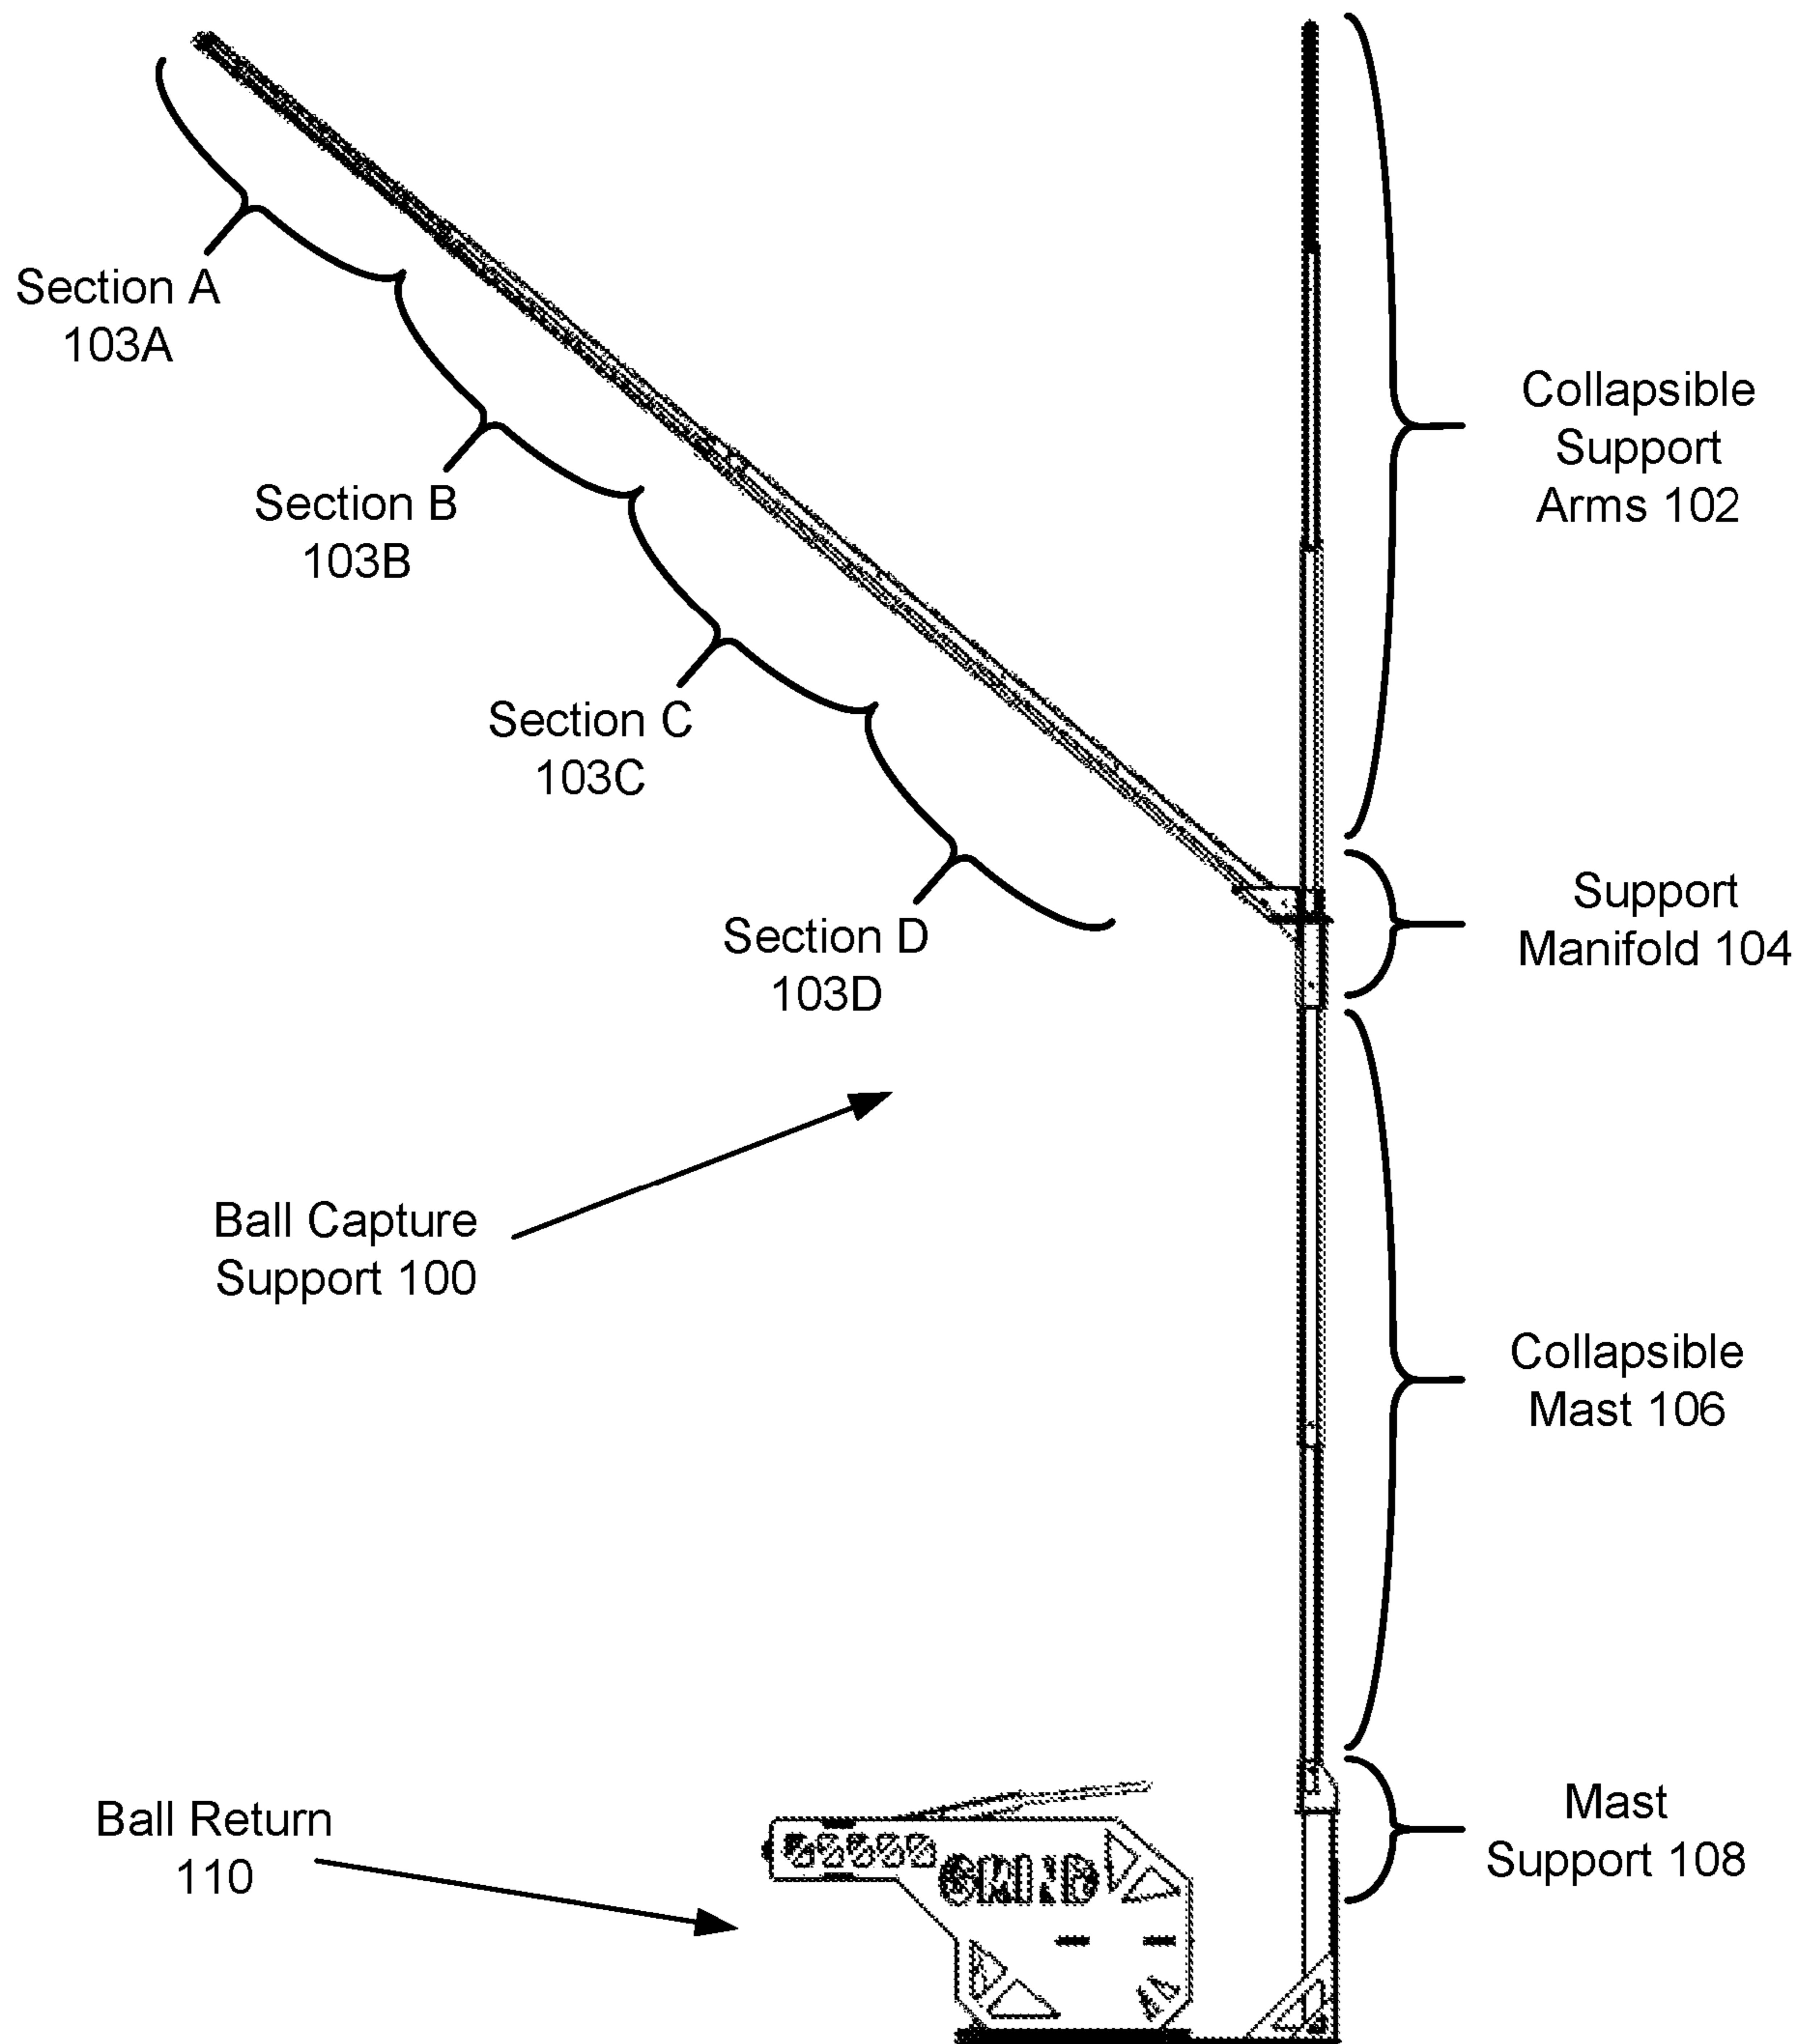 Section A
103A
Collapsible
Support
Arms 102
Section B
103B
Section C
103C
Support
Manifold 104
Section D
103D
Ball Capture
Support 100
Collapsible
Mast 106
Mast
Support 108
Ball Return
110
GRIND